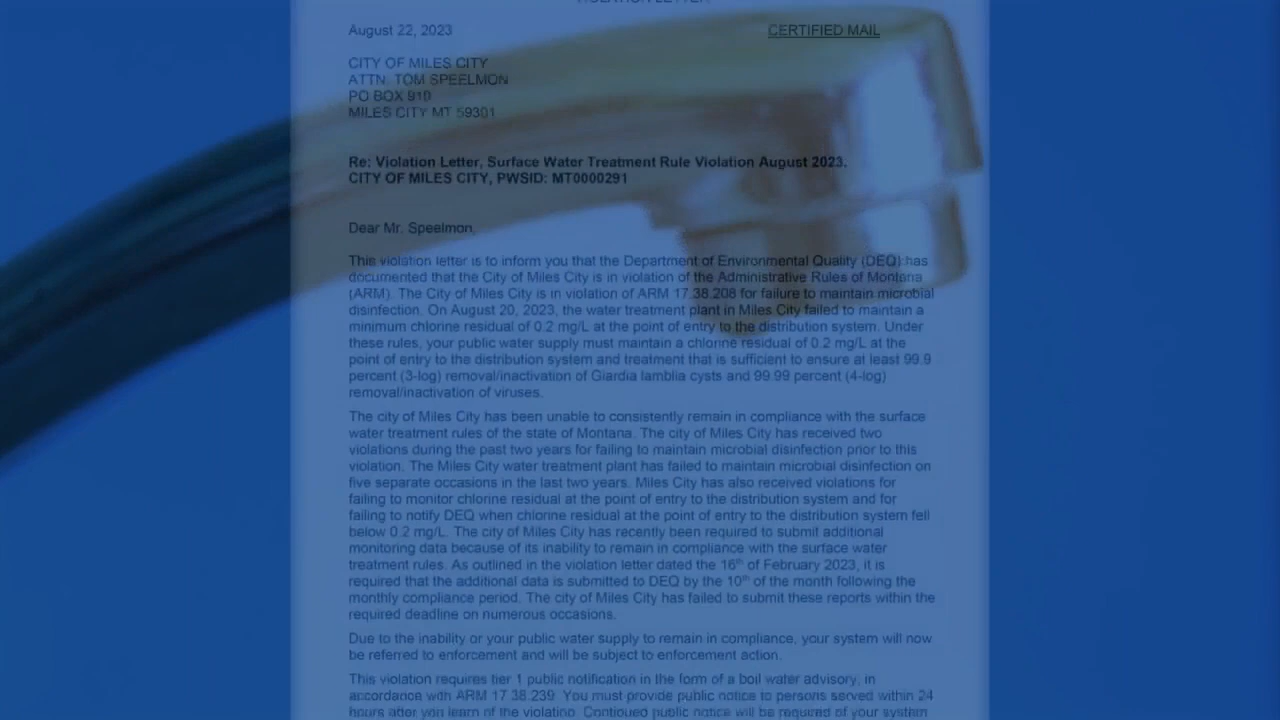 VIOLATION LETTER
August 22, 2023
CERTIFIED MAIL
CITY OF MILES CITY
ATTN: TOM SPEELMON
PO BOX 910
MILES CITY MT 59301
Re: Violation Letter, Surface Water Treatment Rule Violation August 2023.
CITY OF MILES CITY, PWSID: MT0000291
Dear Mr. Speelmon,
This violation letter is to inform you that the Department of Environmental Quality (DEQ) has
documented that the City of Miles City is in violation of the Administrative Rules of Montana
(ARM). The City of Miles City is in violation of ARM 17.38.208 for failure to maintain microbial
disinfection. On August 20, 2023, the water treatment plant in Miles City failed to maintain a
minimum chlorine residual of 0.2 mg/L at the point of entry to the distribution system. Under
these rules, your public water supply must maintain a chlorine residual of 0.2 mg/L at the
point of entry to the distribution system and treatment that is sufficient to ensure at least 99.9
percent (3-log) removal/inactivation of Giardia lamblia cysts and 99.99 percent (4-log)
removal/inactivation of viruses.
The city of Miles City has been unable to consistently remain in compliance with the surface
water treatment rules of the state of Montana. The city of Miles City has received two
violations during the past two years for failing to maintain microbial disinfection prior to this
violation. The Miles City water treatment plant has failed to maintain microbial disinfection on
five separate occasions in the last two years. Miles City has also received violations for
failing to monitor chlorine residual at the point of entry to the distribution system and for
failing to notify DEQ when chlorine residual at the point of entry to the distribution system fell
below 0.2 mg/L. The city of Miles City has recently been required to submit additional
monitoring data because of its inability to remain in compliance with the surface water
treatment rules. As outlined in the violation letter dated the 16th of February 2023, it is
required that the additional data is submitted to DEQ by the 10th of the month following the
monthly compliance period. The city of Miles City has failed to submit these reports within the
required deadline on numerous occasions.
Due to the inability or your public water supply to remain in compliance, your system will now
be referred to enforcement and will be subject to enforcement action.
This violation requires tier 1 public notification in the form of a boil water advisory, in
accordance with ARM 17.38.239. You must provide public notice to persons served within 24
hours after you learn of the violation. Continued public notice will be required of your system